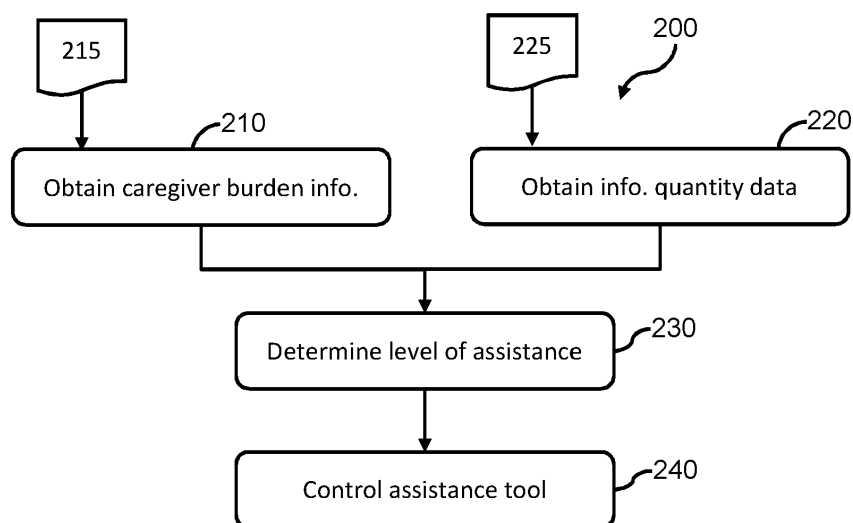 215
225
200
210
220
Obtain caregiver burden info.
Obtain info. quantity data
230
Determine level of assistance
240
Control assistance tool